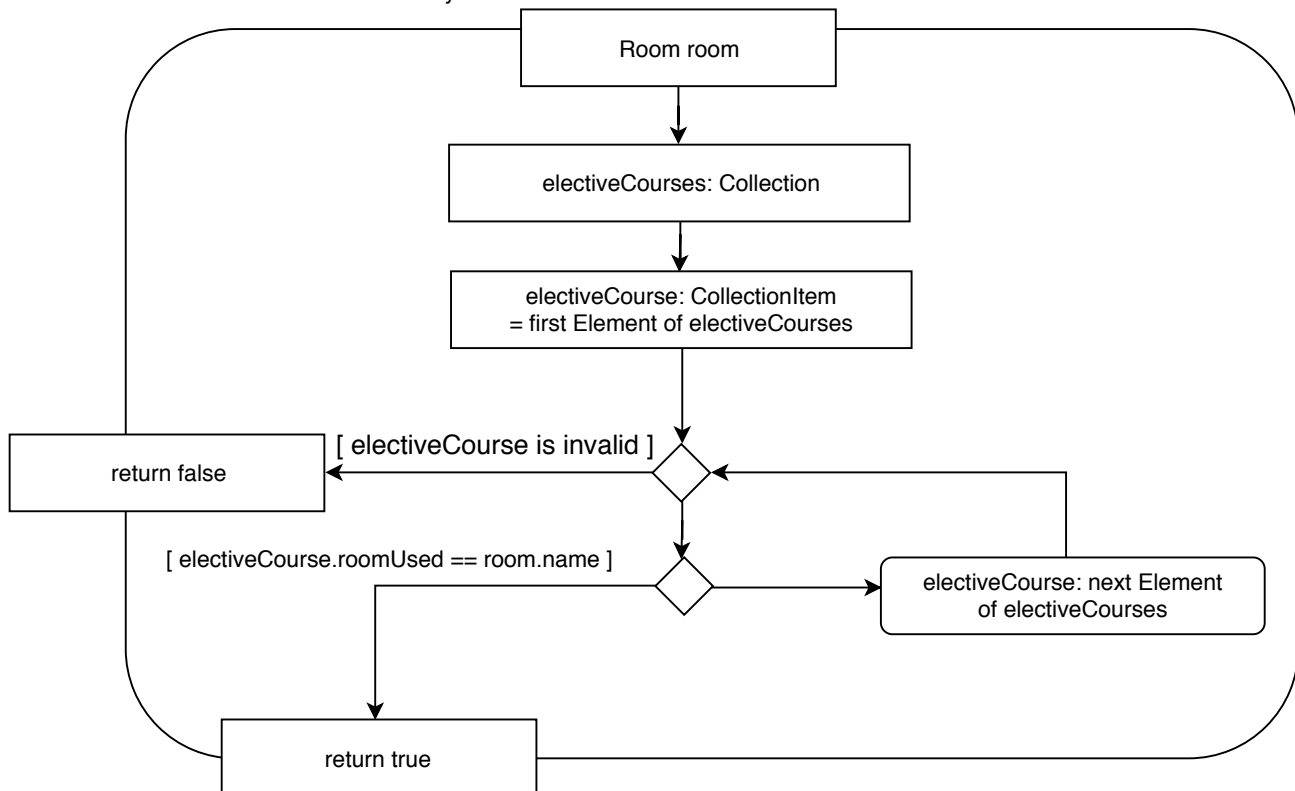 Room room
electiveCourses: Collection
electiveCourse: CollectionItem
= first Element of electiveCourses
[ electiveCourse is invalid ]
return false
[ electiveCourse.roomUsed == room.name ]
electiveCourse: next Element
of electiveCourses
return true